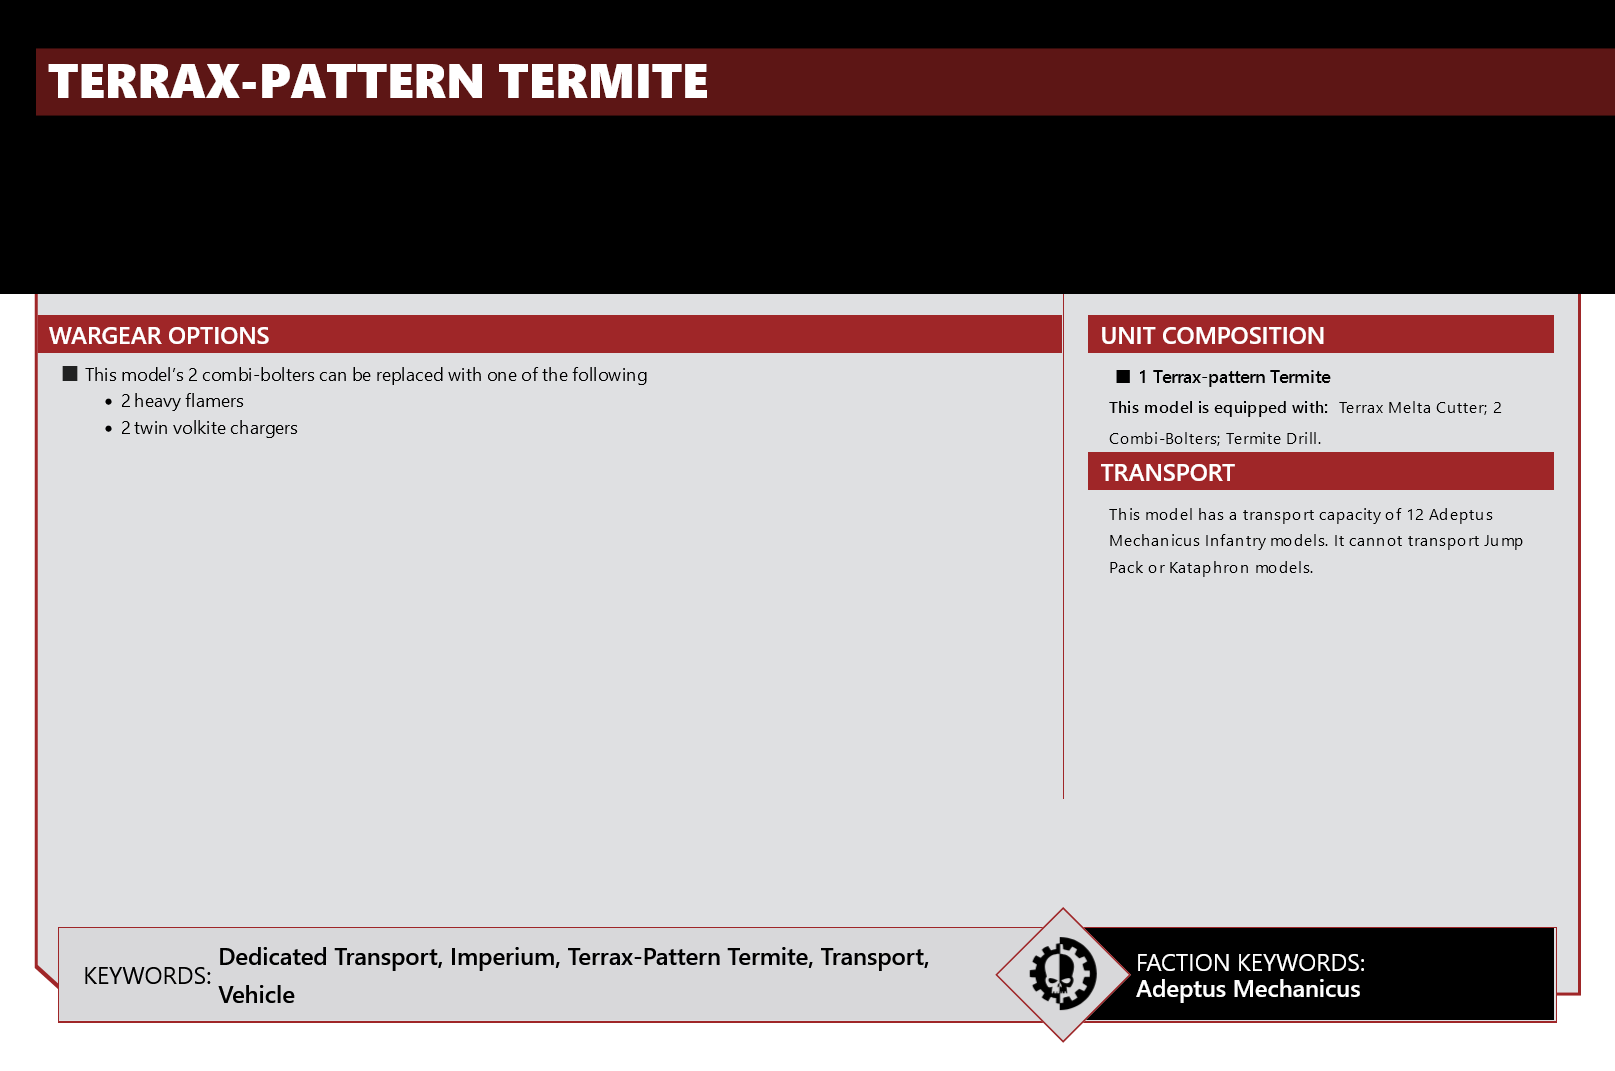 TERRAX-PATTERN TERMITE
WARGEAR OPTIONS
■ This model’s 2 combi-bolters can be replaced with one of the following
• 2 heavy flamers
• 2 twin volkite chargers
UNIT COMPOSITION
■ 1 Terrax-pattern Termite
This model is equipped with: Terrax Melta Cutter; 2
Combi-Bolters; Termite Drill.
TRANSPORT
This model has a transport capacity of 12 Adeptus
Mechanicus Infantry models. It cannot transport Jump
Pack or Kataphron models.
KEYWORDS: Dedicated Transport, Imperium, Terrax-Pattern Termite, Transport,
Vehicle
FACTION KEYWORDS:
Adeptus Mechanicus